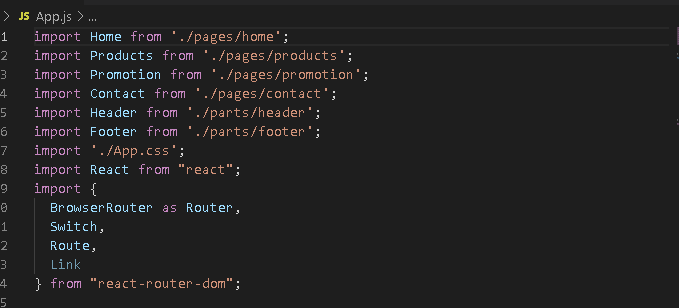 JS App.js > ...
1 import Home from './pages/home';
2 import Products from './pages/products';
3 import Promotion from './pages/promotion';
4 import Contact from './pages/contact';
5 import Header from './parts/header';
6 import Footer from './parts/footer';
7 import './App.css';
8 import React from "react";
9 import {
0 BrowserRouter as Router,
1 Switch,
2 Route,
3 Link
4 } from "react-router-dom";
5